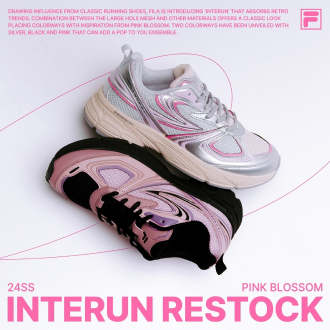 DRAWING INFLUENCE FROM CLASSIC RUNNING SHOES, FILA IS INTRODUCING 'INTERUN' THAT ABSORBS RETRO
TRENDS, COMBINATION BETWEEN THE LARGE HOLE MESH AND OTHER MATERIALS OFFERS A CLASSIC LOOK
PLACING COLORWAYS WITH INSPIRATION FROM PINK BLOSSOM. TWO COLORWAYS HAVE BEEN UNVEILED WITH
SILVER, BLACK AND PINK THAT CAN ADD A POP TO YOU ENSEMBLE.
F
24SS
PINK BLOSSOM
INTERUN RESTOCK